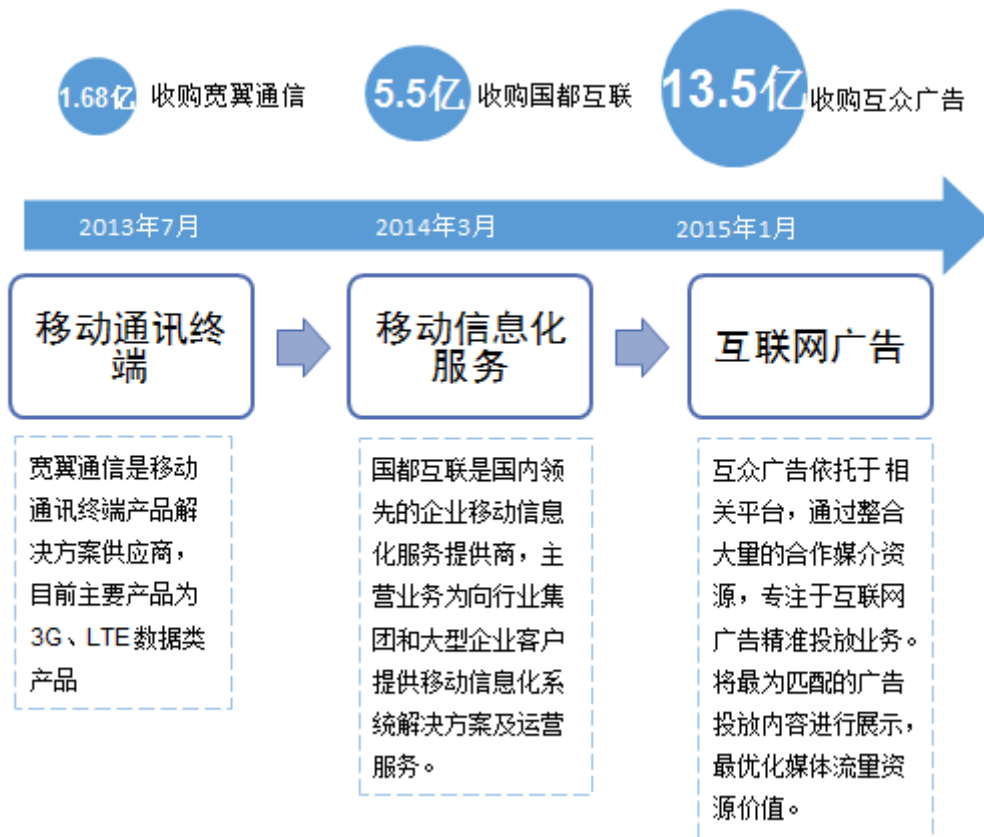 1.68亿 收购宽翼通信
5.5亿 收购国都互联
13.5亿 收购互众广告
2013年7月
2014年3月
2015年1月
移动通讯终
端
移动信息化
服务
互联网广告
宽翼通信是移动
通讯终端产品解
决方案供应商，
目前主要产品为
3G、LTE 数据类
产品
国都互联是国内领
先的企业移动信息
化服务提供商，主
营业务为向行业集
团和大型企业客户
提供移动信息化系
统解决方案及运营
服务。
互众广告依托于 相
关平台，通过整合
大量的合作媒介资
源，专注于互联网
广告精准投放业务。
将最为匹配的广告
投放内容进行展示，
最优化媒体流量资
源价值。